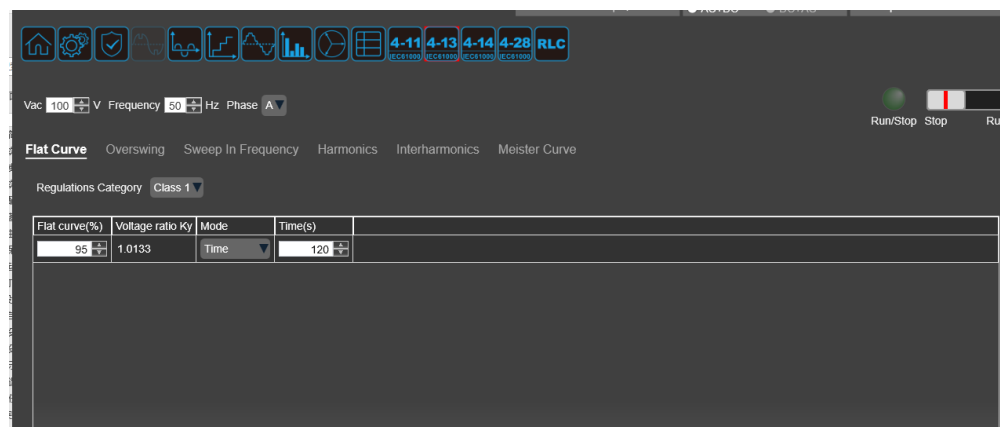 4-11 4-13 4-14 4-28 RLC
IEC61000 IEC61000 IEC61000 IEC61000
Vac 100 V Frequency 50 Hz Phase A
Run/Stop Stop Ru
Flat Curve Overswing Sweep In Frequency Harmonics Interharmonics Meister Curve
Regulations Category Class 1
Flat curve(%) Voltage ratio Ky Mode Time(s)
95 1.0133 Time 120